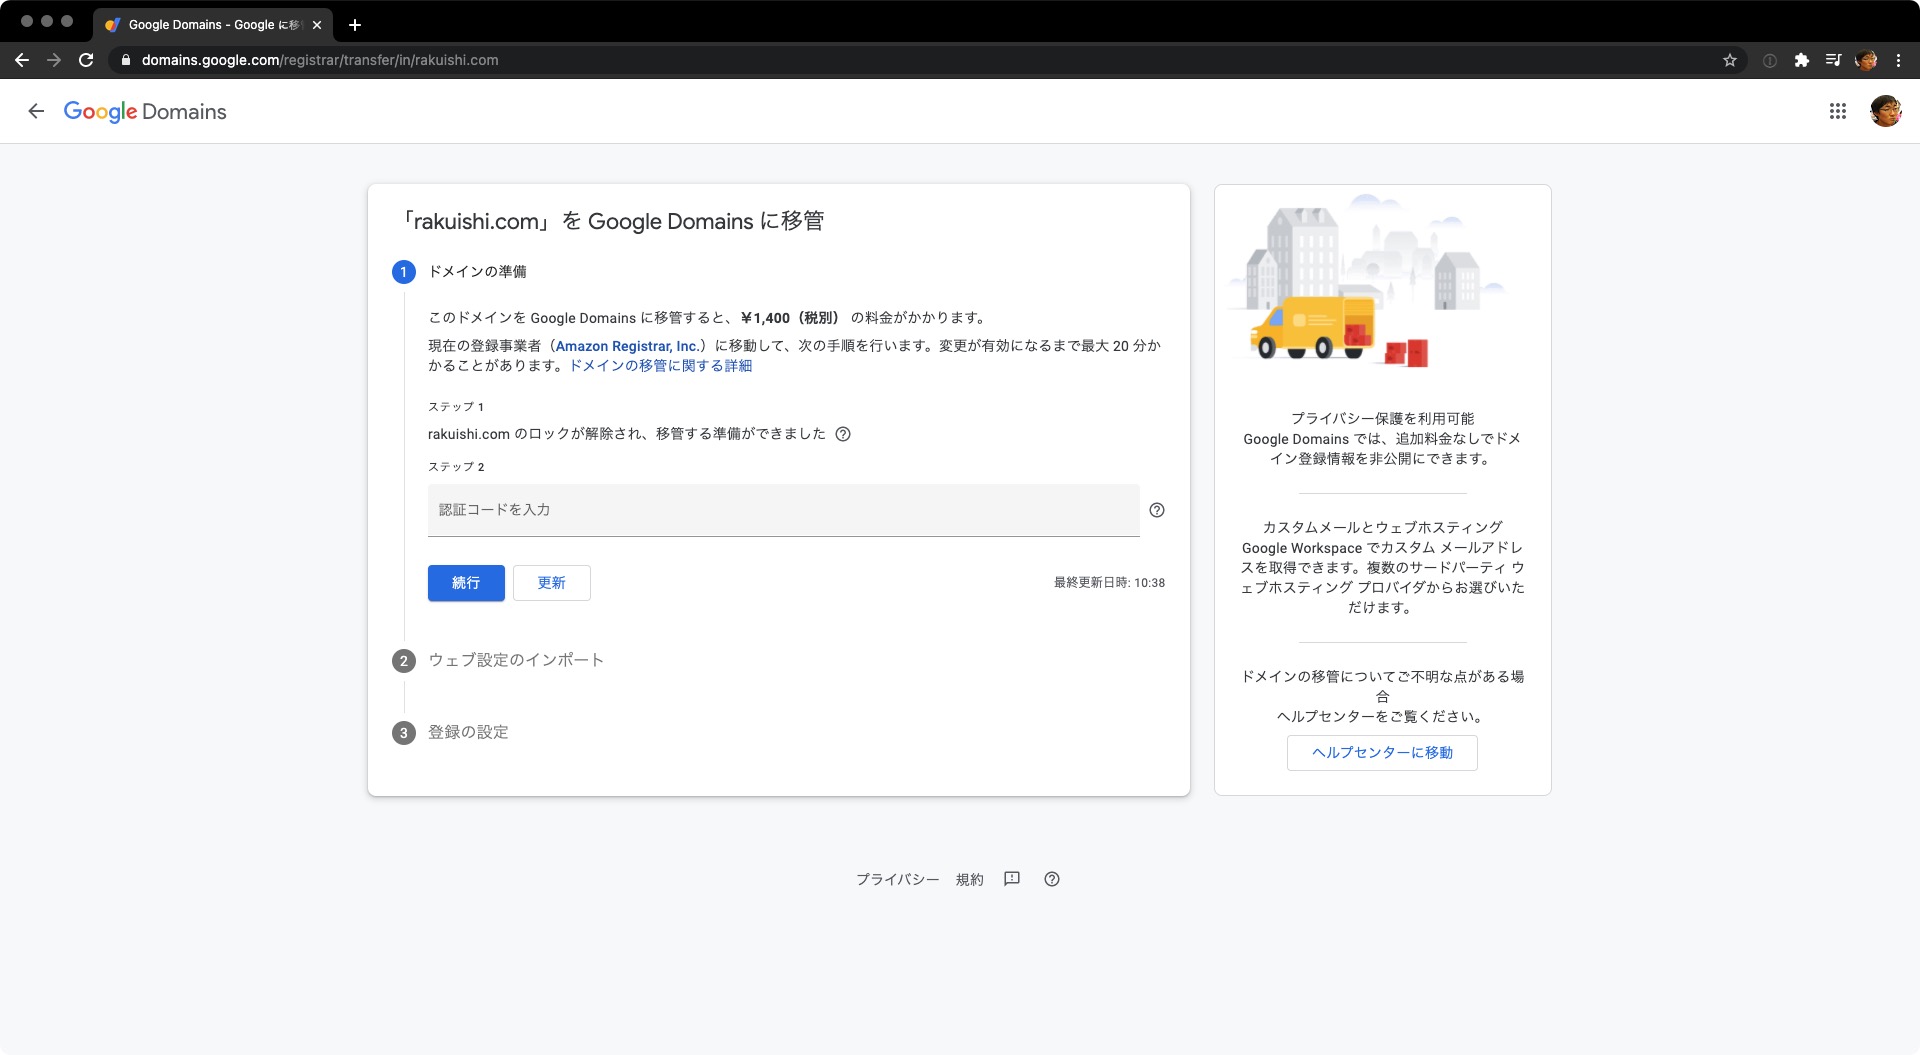 Google Domains - Google に移
domains.google.com/registrar/transfer/in/rakuishi.com
Google Domains
「rakuishi.com」を Google Domains に移管
1 ドメインの準備
このドメインを Google Domains に移管すると、¥1,400（税別） の料金がかかります。
現在の登録事業者（Amazon Registrar, Inc.）に移動して、次の手順を行います。変更が有効になるまで最大 20 分か
かることがあります。ドメインの移管に関する詳細
ステップ 1
rakuishi.com のロックが解除され、移管する準備ができました
ステップ 2
認証コードを入力
続行 更新 最終更新日時: 10:38
2 ウェブ設定のインポート
3 登録の設定
プライバシー保護を利用可能
Google Domains では、追加料金なしでドメ
イン登録情報を非公開にできます。
カスタムメールとウェブホスティング
Google Workspace でカスタム メールアドレ
スを取得できます。複数のサードパーティ ウ
ェブホスティング プロバイダからお選びいた
だけます。
ドメインの移管についてご不明な点がある場
合
ヘルプセンターをご覧ください。
ヘルプセンターに移動
プライバシー 規約